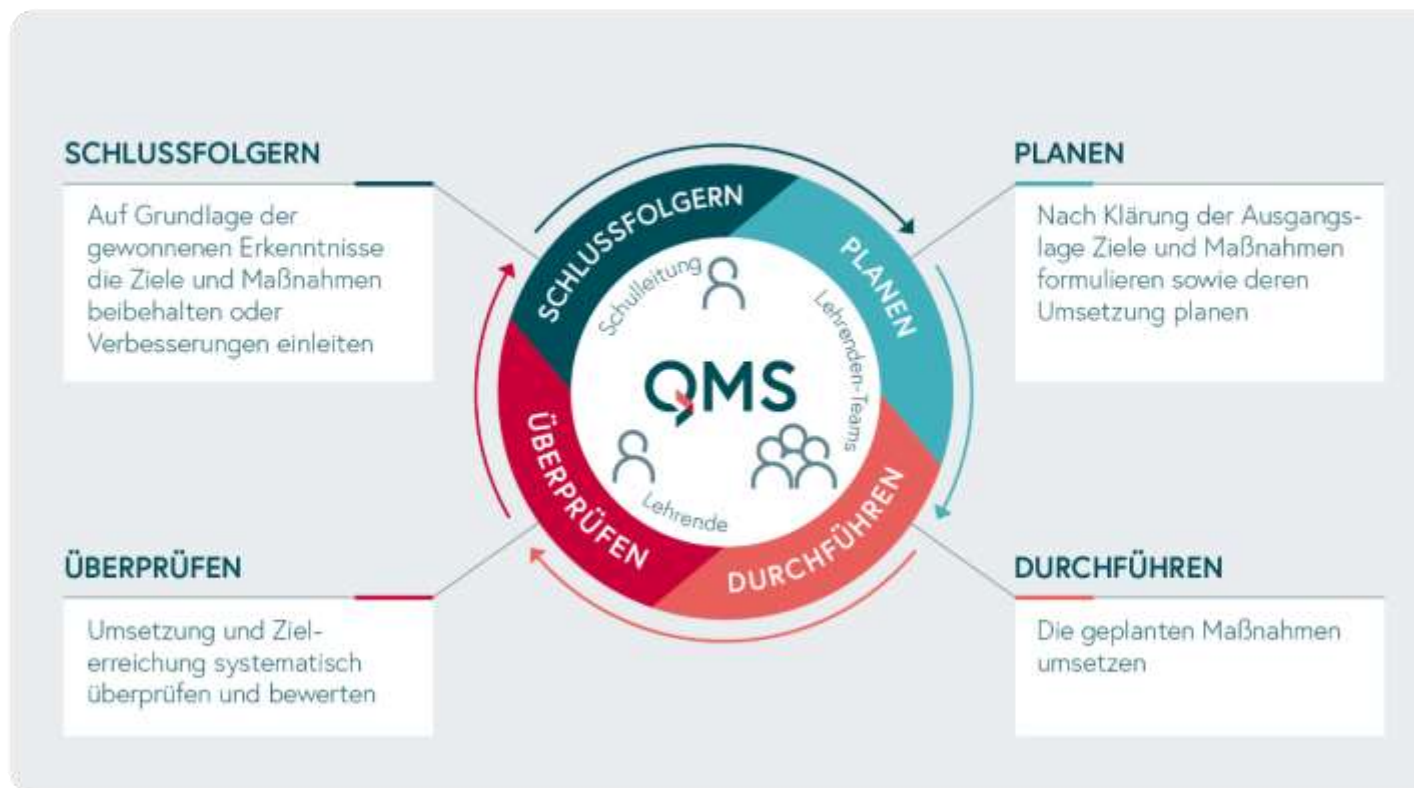 SCHLUSSFOLGERN
Auf Grundlage der
gewonnenen Erkenntnisse
die Ziele und Maßnahmen
beibehalten oder
Verbesserungen einleiten
PLANEN
Nach Klärung der Ausgangs-
lage Ziele und Maßnahmen
formulieren sowie deren
Umsetzung planen
SCHLUSSFOLGERN
PLANEN
DURCHFÜHREN
ÜBERPRÜFEN
Schulleitung
Lehrenden-Teams
QMS
Lehrende
ÜBERPRÜFEN
Umsetzung und Ziel-
erreichung systematisch
überprüfen und bewerten
DURCHFÜHREN
Die geplanten Maßnahmen
umsetzen